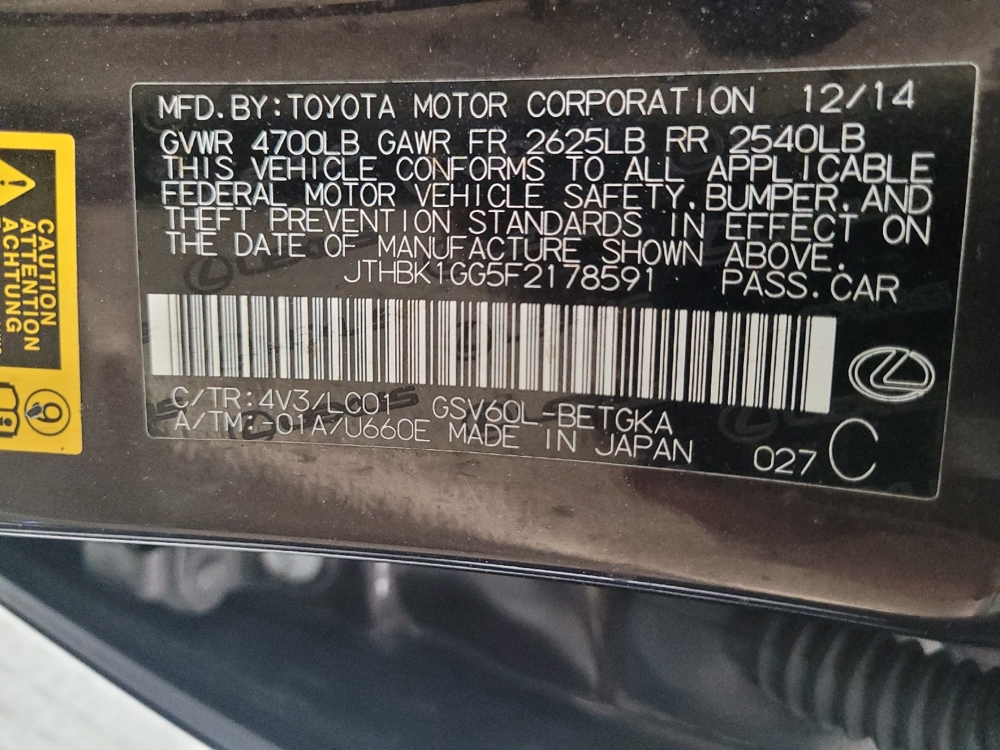 MFD.BY:TOYOTA MOTOR CORPORATION 12/14
GVWR 4700LB GAWR FR 2625LB RR 2540LB
THIS VEHICLE CONFORMS TO ALL APPLICABLE
FEDERAL MOTOR VEHICLE SAFETY,BUMPER,AND
THEFT PREVENTION STANDARDS IN EFFECT ON
THE DATE OF MANUFACTURE SHOWN ABOVE.
JTHBK1GG5F2178591 PASS.CAR
C/TR:4V3/LC01 GSV60L-BETGKA
A/TM:-01A/U660E MADE IN JAPAN
027 C
CAUTION
ATTENTION
ACHTUNG